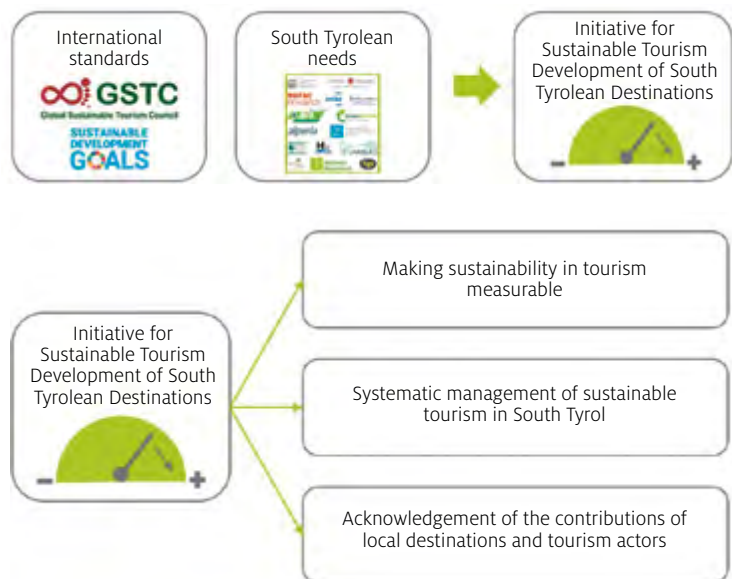 International
standards
GSTC
Global Sustainable Tourism Council
SUSTAINABLE
DEVELOPMENT
GOALS
South Tyrolean
needs
Initiative for
Sustainable Tourism
Development of South
Tyrolean Destinations
- +
Initiative for
Sustainable Tourism
Development of South
Tyrolean Destinations
- +
Making sustainability in tourism
measurable
Systematic management of sustainable
tourism in South Tyrol
Acknowledgement of the contributions of
local destinations and tourism actors